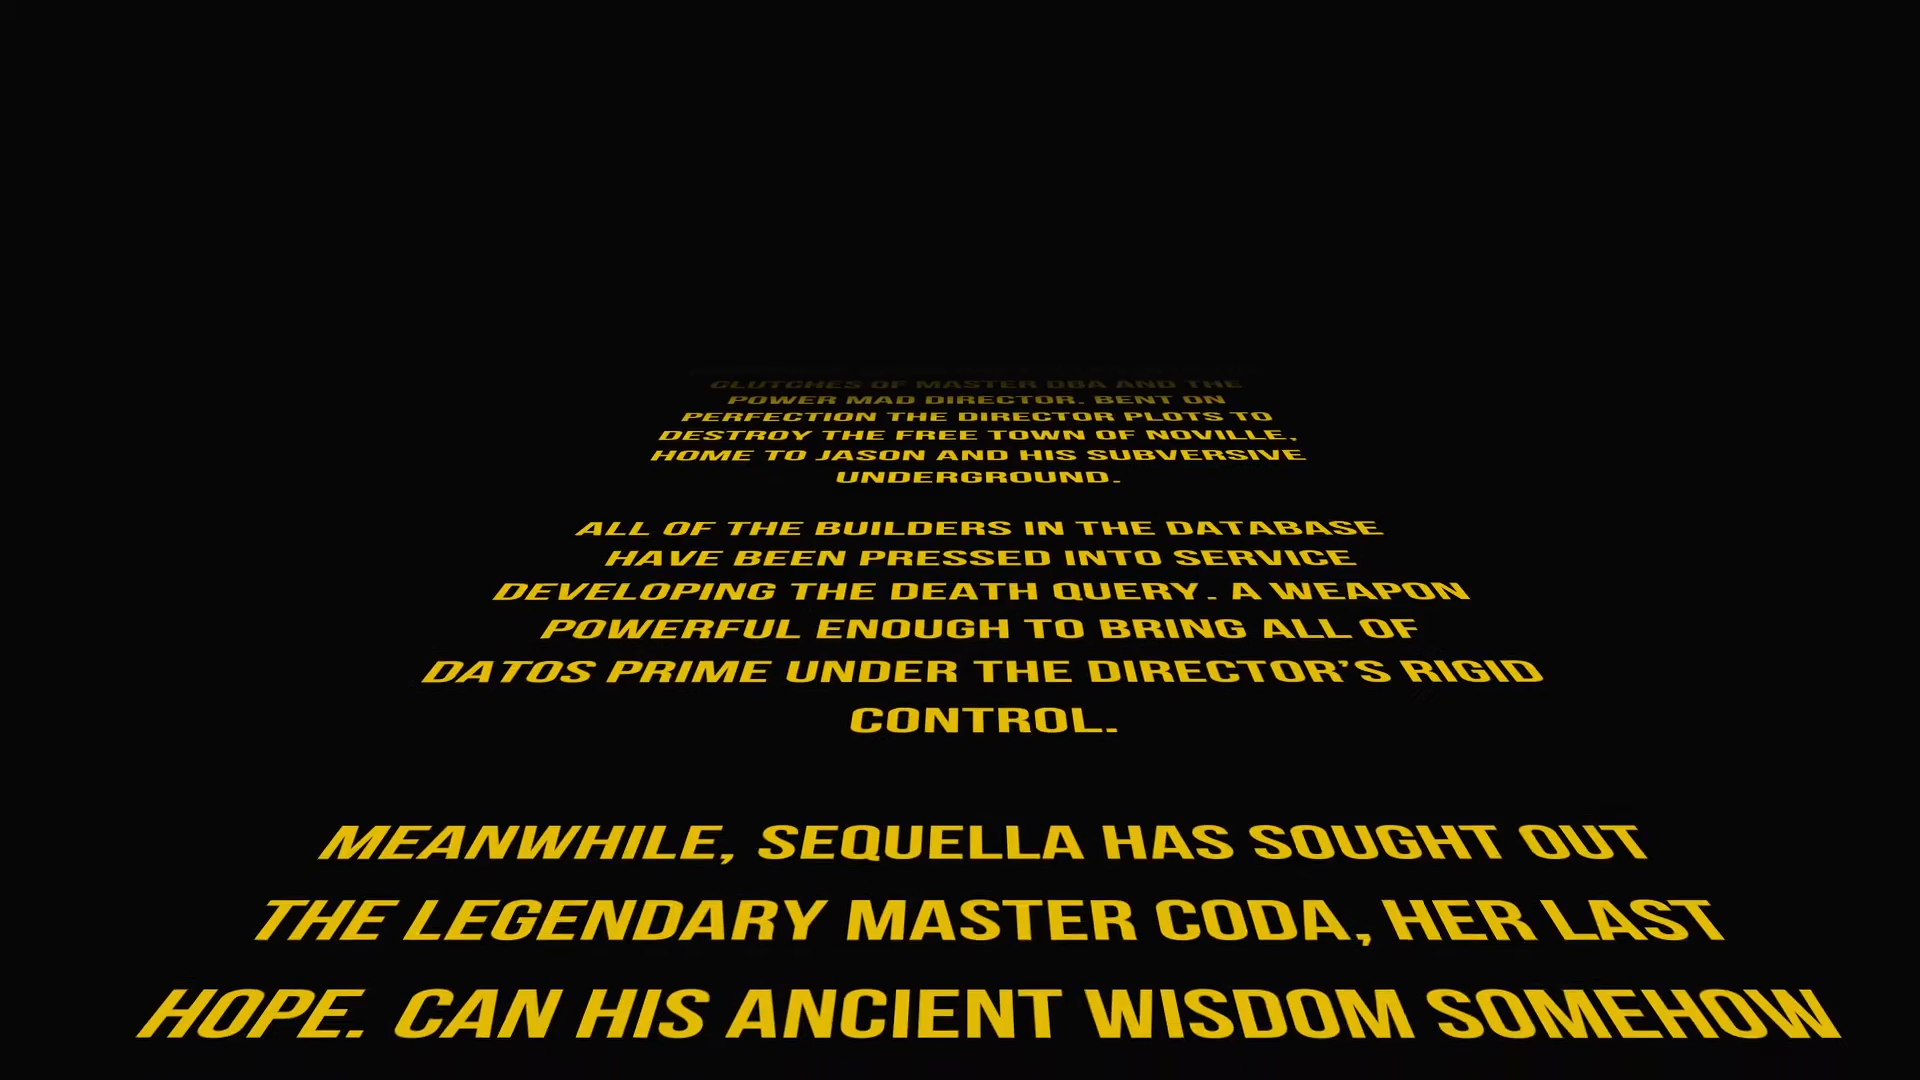 CLUTCHES OF MASTER DBA AND THE
POWER MAD DIRECTOR. BENT ON
PERFECTION THE DIRECTOR PLOTS TO
DESTROY THE FREE TOWN OF NOVILLE,
HOME TO JASON AND HIS SUBVERSIVE
UNDERGROUND.
ALL OF THE BUILDERS IN THE DATABASE
HAVE BEEN PRESSED INTO SERVICE
DEVELOPING THE DEATH QUERY. A WEAPON
POWERFUL ENOUGH TO BRING ALL OF
DATOS PRIME UNDER THE DIRECTOR’S RIGID
CONTROL.
MEANWHILE, SEQUELLA HAS SOUGHT OUT
THE LEGENDARY MASTER CODA, HER LAST
HOPE. CAN HIS ANCIENT WISDOM SOMEHOW